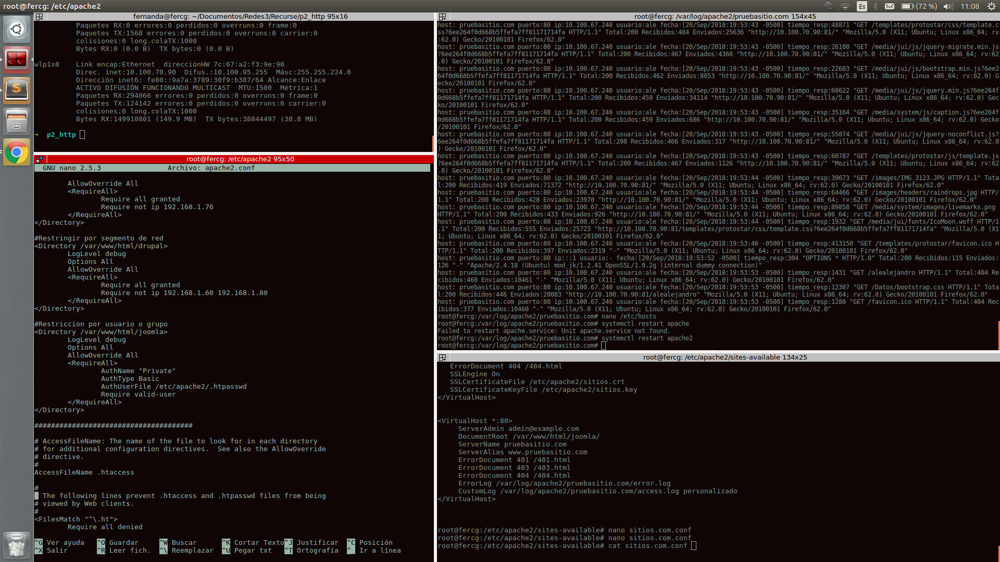 root@fercg: /etc/apache2
Es
(72 %)
11:08
fernanda@fercg: ~/Documentos/Redes3/Recurse/p2_http 95x16
Paquetes RX:0 errores:0 perdidos:0 overruns:0 frame:0
Paquetes TX:1568 errores:0 perdidos:0 overruns:0 carrier:0
colisiones:0 long.colaTX:1000
Bytes RX:0 (0.0 B)  TX bytes:0 (0.0 B)
wlp1s0    Link encap:Ethernet  direcciónHW 7c:67:a2:f3:9e:90
Direc. inet:10.100.70.90  Difus.:10.100.95.255  Másc:255.255.224.0
Dirección inet6: fe80::9a7a:3789:30f9:b387/64 Alcance:Enlace
ACTIVO DIFUSIÓN FUNCIONANDO MULTICAST  MTU:1500  Métrica:1
Paquetes RX:294066 errores:0 perdidos:0 overruns:0 frame:0
Paquetes TX:124142 errores:0 perdidos:0 overruns:0 carrier:0
colisiones:0 long.colaTX:1000
Bytes RX:149910801 (149.9 MB)  TX bytes:38844497 (38.8 MB)
→  p2_http
root@fercg: /etc/apache2 95x50
GNU nano 2.5.3                Archivo: apache2.conf
AllowOverride All
<RequireAll>
Require all granted
Require not ip 192.168.1.76
</RequireAll>
</Directory>
#Restringir por segmento de red
<Directory /var/www/html/drupal>
LogLevel debug
Options All
AllowOverride All
<RequireAll>
Require all granted
Require not ip 192.168.1.60 192.168.1.80
</RequireAll>
</Directory>
#Restriccion por usuario o grupo
<Directory /var/www/html/joomla>
LogLevel debug
Options All
AllowOverride All
<RequireAll>
AuthName "Private"
AuthType Basic
AuthUserFile /etc/apache2/.htpasswd
Require valid-user
</RequireAll>
</Directory>
######################################
# AccessFileName: The name of the file to look for in each directory
# for additional configuration directives.  See also the AllowOverride
# directive.
#
AccessFileName .htaccess
#
# The following lines prevent .htaccess and .htpasswd files from being
# viewed by Web clients.
#
<FilesMatch "^\.ht">
Require all denied
^G Ver ayuda   ^O Guardar     ^W Buscar      ^K Cortar Texto^J Justificar  ^C Posición
^X Salir       ^R Leer fich.  ^\ Reemplazar  ^U Pegar txt   ^T Ortografía  ^_ Ir a línea
root@fercg: /var/log/apache2/pruebasitio.com 154x45
host: pruebasitio.com puerto:80 ip:10.100.67.240 usuario:ale fecha:[20/Sep/2018:19:53:43 -0500] tiempo_resp:48871 "GET /templates/protostar/css/template.c
ss?6ee264f0d668b5ffefa7ff81171714fa HTTP/1.1" Total:200 Recibidos:484 Enviados:25636 "http://10.100.70.90:81/" "Mozilla/5.0 (X11; Ubuntu; Linux x86_64; rv
:62.0) Gecko/20100101 Firefox/62.0"
host: pruebasitio.com puerto:80 ip:10.100.67.240 usuario:ale fecha:[20/Sep/2018:19:53:43 -0500] tiempo_resp:26100 "GET /media/jui/js/jquery-migrate.min.js
?6ee264f0d668b5ffefa7ff81171714fa HTTP/1.1" Total:200 Recibidos:467 Enviados:4366 "http://10.100.70.90:81/" "Mozilla/5.0 (X11; Ubuntu; Linux x86_64; rv:62
.0) Gecko/20100101 Firefox/62.0"
host: pruebasitio.com puerto:80 ip:10.100.67.240 usuario:ale fecha:[20/Sep/2018:19:53:43 -0500] tiempo_resp:22683 "GET /media/jui/js/bootstrap.min.js?6ee2
64f0d668b5ffefa7ff81171714fa HTTP/1.1" Total:200 Recibidos:462 Enviados:8053 "http://10.100.70.90:81/" "Mozilla/5.0 (X11; Ubuntu; Linux x86_64; rv:62.0) G
ecko/20100101 Firefox/62.0"
host: pruebasitio.com puerto:80 ip:10.100.67.240 usuario:ale fecha:[20/Sep/2018:19:53:43 -0500] tiempo_resp:68622 "GET /media/jui/js/jquery.min.js?6ee264f
0d668b5ffefa7ff81171714fa HTTP/1.1" Total:200 Recibidos:459 Enviados:34114 "http://10.100.70.90:81/" "Mozilla/5.0 (X11; Ubuntu; Linux x86_64; rv:62.0) Gec
ko/20100101 Firefox/62.0"
host: pruebasitio.com puerto:80 ip:10.100.67.240 usuario:ale fecha:[20/Sep/2018:19:53:43 -0500] tiempo_resp:35164 "GET /media/system/js/caption.js?6ee264f
0d668b5ffefa7ff81171714fa HTTP/1.1" Total:200 Recibidos:459 Enviados:686 "http://10.100.70.90:81/" "Mozilla/5.0 (X11; Ubuntu; Linux x86_64; rv:62.0) Gecko
/20100101 Firefox/62.0"
host: pruebasitio.com puerto:80 ip:10.100.67.240 usuario:ale fecha:[20/Sep/2018:19:53:43 -0500] tiempo_resp:55074 "GET /media/jui/js/jquery-noconflict.js?
6ee264f0d668b5ffefa7ff81171714fa HTTP/1.1" Total:200 Recibidos:466 Enviados:317 "http://10.100.70.90:81/" "Mozilla/5.0 (X11; Ubuntu; Linux x86_64; rv:62.0
) Gecko/20100101 Firefox/62.0"
host: pruebasitio.com puerto:80 ip:10.100.67.240 usuario:ale fecha:[20/Sep/2018:19:53:43 -0500] tiempo_resp:60787 "GET /templates/protostar/js/template.js
?6ee264f0d668b5ffefa7ff81171714fa HTTP/1.1" Total:200 Recibidos:467 Enviados:1126 "http://10.100.70.90:81/" "Mozilla/5.0 (X11; Ubuntu; Linux x86_64; rv:62
.0) Gecko/20100101 Firefox/62.0"
host: pruebasitio.com puerto:80 ip:10.100.67.240 usuario:ale fecha:[20/Sep/2018:19:53:44 -0500] tiempo_resp:39673 "GET /images/IMG_3123.JPG HTTP/1.1" Tota
l:200 Recibidos:419 Enviados:71372 "http://10.100.70.90:81/" "Mozilla/5.0 (X11; Ubuntu; Linux x86_64; rv:62.0) Gecko/20100101 Firefox/62.0"
host: pruebasitio.com puerto:80 ip:10.100.67.240 usuario:ale fecha:[20/Sep/2018:19:53:44 -0500] tiempo_resp:64466 "GET /images/headers/raindrops.jpg HTTP/
1.1" Total:200 Recibidos:428 Enviados:23970 "http://10.100.70.90:81/" "Mozilla/5.0 (X11; Ubuntu; Linux x86_64; rv:62.0) Gecko/20100101 Firefox/62.0"
host: pruebasitio.com puerto:80 ip:10.100.67.240 usuario:ale fecha:[20/Sep/2018:19:53:44 -0500] tiempo_resp:89858 "GET /media/system/images/livemarks.png 
HTTP/1.1" Total:200 Recibidos:433 Enviados:926 "http://10.100.70.90:81/" "Mozilla/5.0 (X11; Ubuntu; Linux x86_64; rv:62.0) Gecko/20100101 Firefox/62.0"
host: pruebasitio.com puerto:80 ip:10.100.67.240 usuario:ale fecha:[20/Sep/2018:19:53:44 -0500] tiempo_resp:1932 "GET /media/jui/fonts/IcoMoon.woff HTTP/1
.1" Total:200 Recibidos:555 Enviados:25723 "http://10.100.70.90:81/templates/protostar/css/template.css?6ee264f0d668b5ffefa7ff81171714fa" "Mozilla/5.0 (X1
1; Ubuntu; Linux x86_64; rv:62.0) Gecko/20100101 Firefox/62.0"
host: pruebasitio.com puerto:80 ip:10.100.67.240 usuario:ale fecha:[20/Sep/2018:19:53:46 -0500] tiempo_resp:413150 "GET /templates/protostar/favicon.ico H
TTP/1.1" Total:200 Recibidos:397 Enviados:2319 "-" "Mozilla/5.0 (X11; Ubuntu; Linux x86_64; rv:62.0) Gecko/20100101 Firefox/62.0"
host: pruebasitio.com puerto:80 ip:::1 usuario:- fecha:[20/Sep/2018:19:53:52 -0500] tiempo_resp:304 "OPTIONS * HTTP/1.0" Total:200 Recibidos:115 Enviados:
126 "-" "Apache/2.4.18 (Ubuntu) mod_jk/1.2.41 OpenSSL/1.0.2g (internal dummy connection)"
host: pruebasitio.com puerto:80 ip:10.100.67.240 usuario:ale fecha:[20/Sep/2018:19:53:53 -0500] tiempo_resp:1431 "GET /alealejandro HTTP/1.1" Total:404 Re
cibidos:468 Enviados:10461 "-" "Mozilla/5.0 (X11; Ubuntu; Linux x86_64; rv:62.0) Gecko/20100101 Firefox/62.0"
host: pruebasitio.com puerto:80 ip:10.100.67.240 usuario:ale fecha:[20/Sep/2018:19:53:53 -0500] tiempo_resp:12307 "GET /Datos/bootstrap.css HTTP/1.1" Tota
l:200 Recibidos:446 Enviados:20083 "http://10.100.70.90:81/alealejandro" "Mozilla/5.0 (X11; Ubuntu; Linux x86_64; rv:62.0) Gecko/20100101 Firefox/62.0"
host: pruebasitio.com puerto:80 ip:10.100.67.240 usuario:ale fecha:[20/Sep/2018:19:53:53 -0500] tiempo_resp:1280 "GET /favicon.ico HTTP/1.1" Total:404 Rec
ibidos:377 Enviados:10460 "-" "Mozilla/5.0 (X11; Ubuntu; Linux x86_64; rv:62.0) Gecko/20100101 Firefox/62.0"
root@fercg:/var/log/apache2/pruebasitio.com# nano /etc/hosts
root@fercg:/var/log/apache2/pruebasitio.com# systemctl restart apache
Failed to restart apache.service: Unit apache.service not found.
root@fercg:/var/log/apache2/pruebasitio.com# systemctl restart apache2
root@fercg:/var/log/apache2/pruebasitio.com#
root@fercg: /etc/apache2/sites-available 134x25
ErrorDocument 404 /404.html
SSLEngine On
SSLCertificateFile /etc/apache2/sitios.crt
SSLCertificateKeyFile /etc/apache2/sitios.key
</VirtualHost>
<VirtualHost *:80>
ServerAdmin admin@example.com
DocumentRoot /var/www/html/joomla/
ServerName pruebasitio.com
ServerAlias www.pruebasitio.com
ErrorDocument 401 /401.html
ErrorDocument 403 /403.html
ErrorDocument 404 /404.html
ErrorLog /var/log/apache2/pruebasitio.com/error.log
CustomLog /var/log/apache2/pruebasitio.com/access.log personalizado
</VirtualHost>
root@fercg:/etc/apache2/sites-available# nano sitios.com.conf
root@fercg:/etc/apache2/sites-available# nano sitios.com.conf
root@fercg:/etc/apache2/sites-available# cat sitios.com.conf